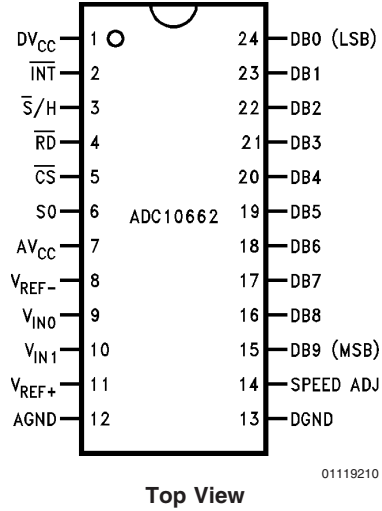 DVCC 1 24 DB0 (LSB)
INT 2 23 DB1
S/H 3 22 DB2
RD 4 21 DB3
CS 5 20 DB4
S0 6 ADC10662 19 DB5
AVCC 7 18 DB6
VREF− 8 17 DB7
VIN0 9 16 DB8
VIN1 10 15 DB9 (MSB)
VREF+ 11 14 SPEED ADJ
AGND 12 13 DGND
01119210
Top View